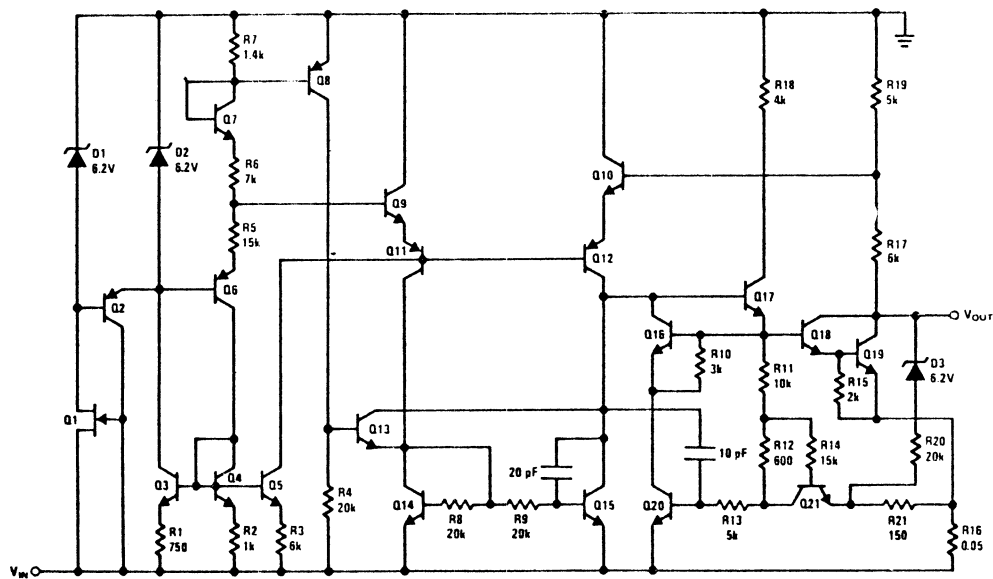 R7
1.4k
Q8
R18
4k
R19
5k
Q7
D1
6.2V
D2
6.2V
R6
7k
Q10
Q9
R5
15k
Q11
Q12
R17
6k
Q2
Q6
Q17
VOUT
Q16
Q18
Q19
R10
3k
R11
10k
R15
2k
D3
6.2V
Q1
Q13
20 pF
10 pF
R12
600
R14
15k
R20
20k
Q3
Q4
Q5
R4
20k
Q14
R8
20k
R9
20k
Q15
Q20
R13
5k
Q21
R21
150
R16
0.05
R1
750
R2
1k
R3
6k
VIN